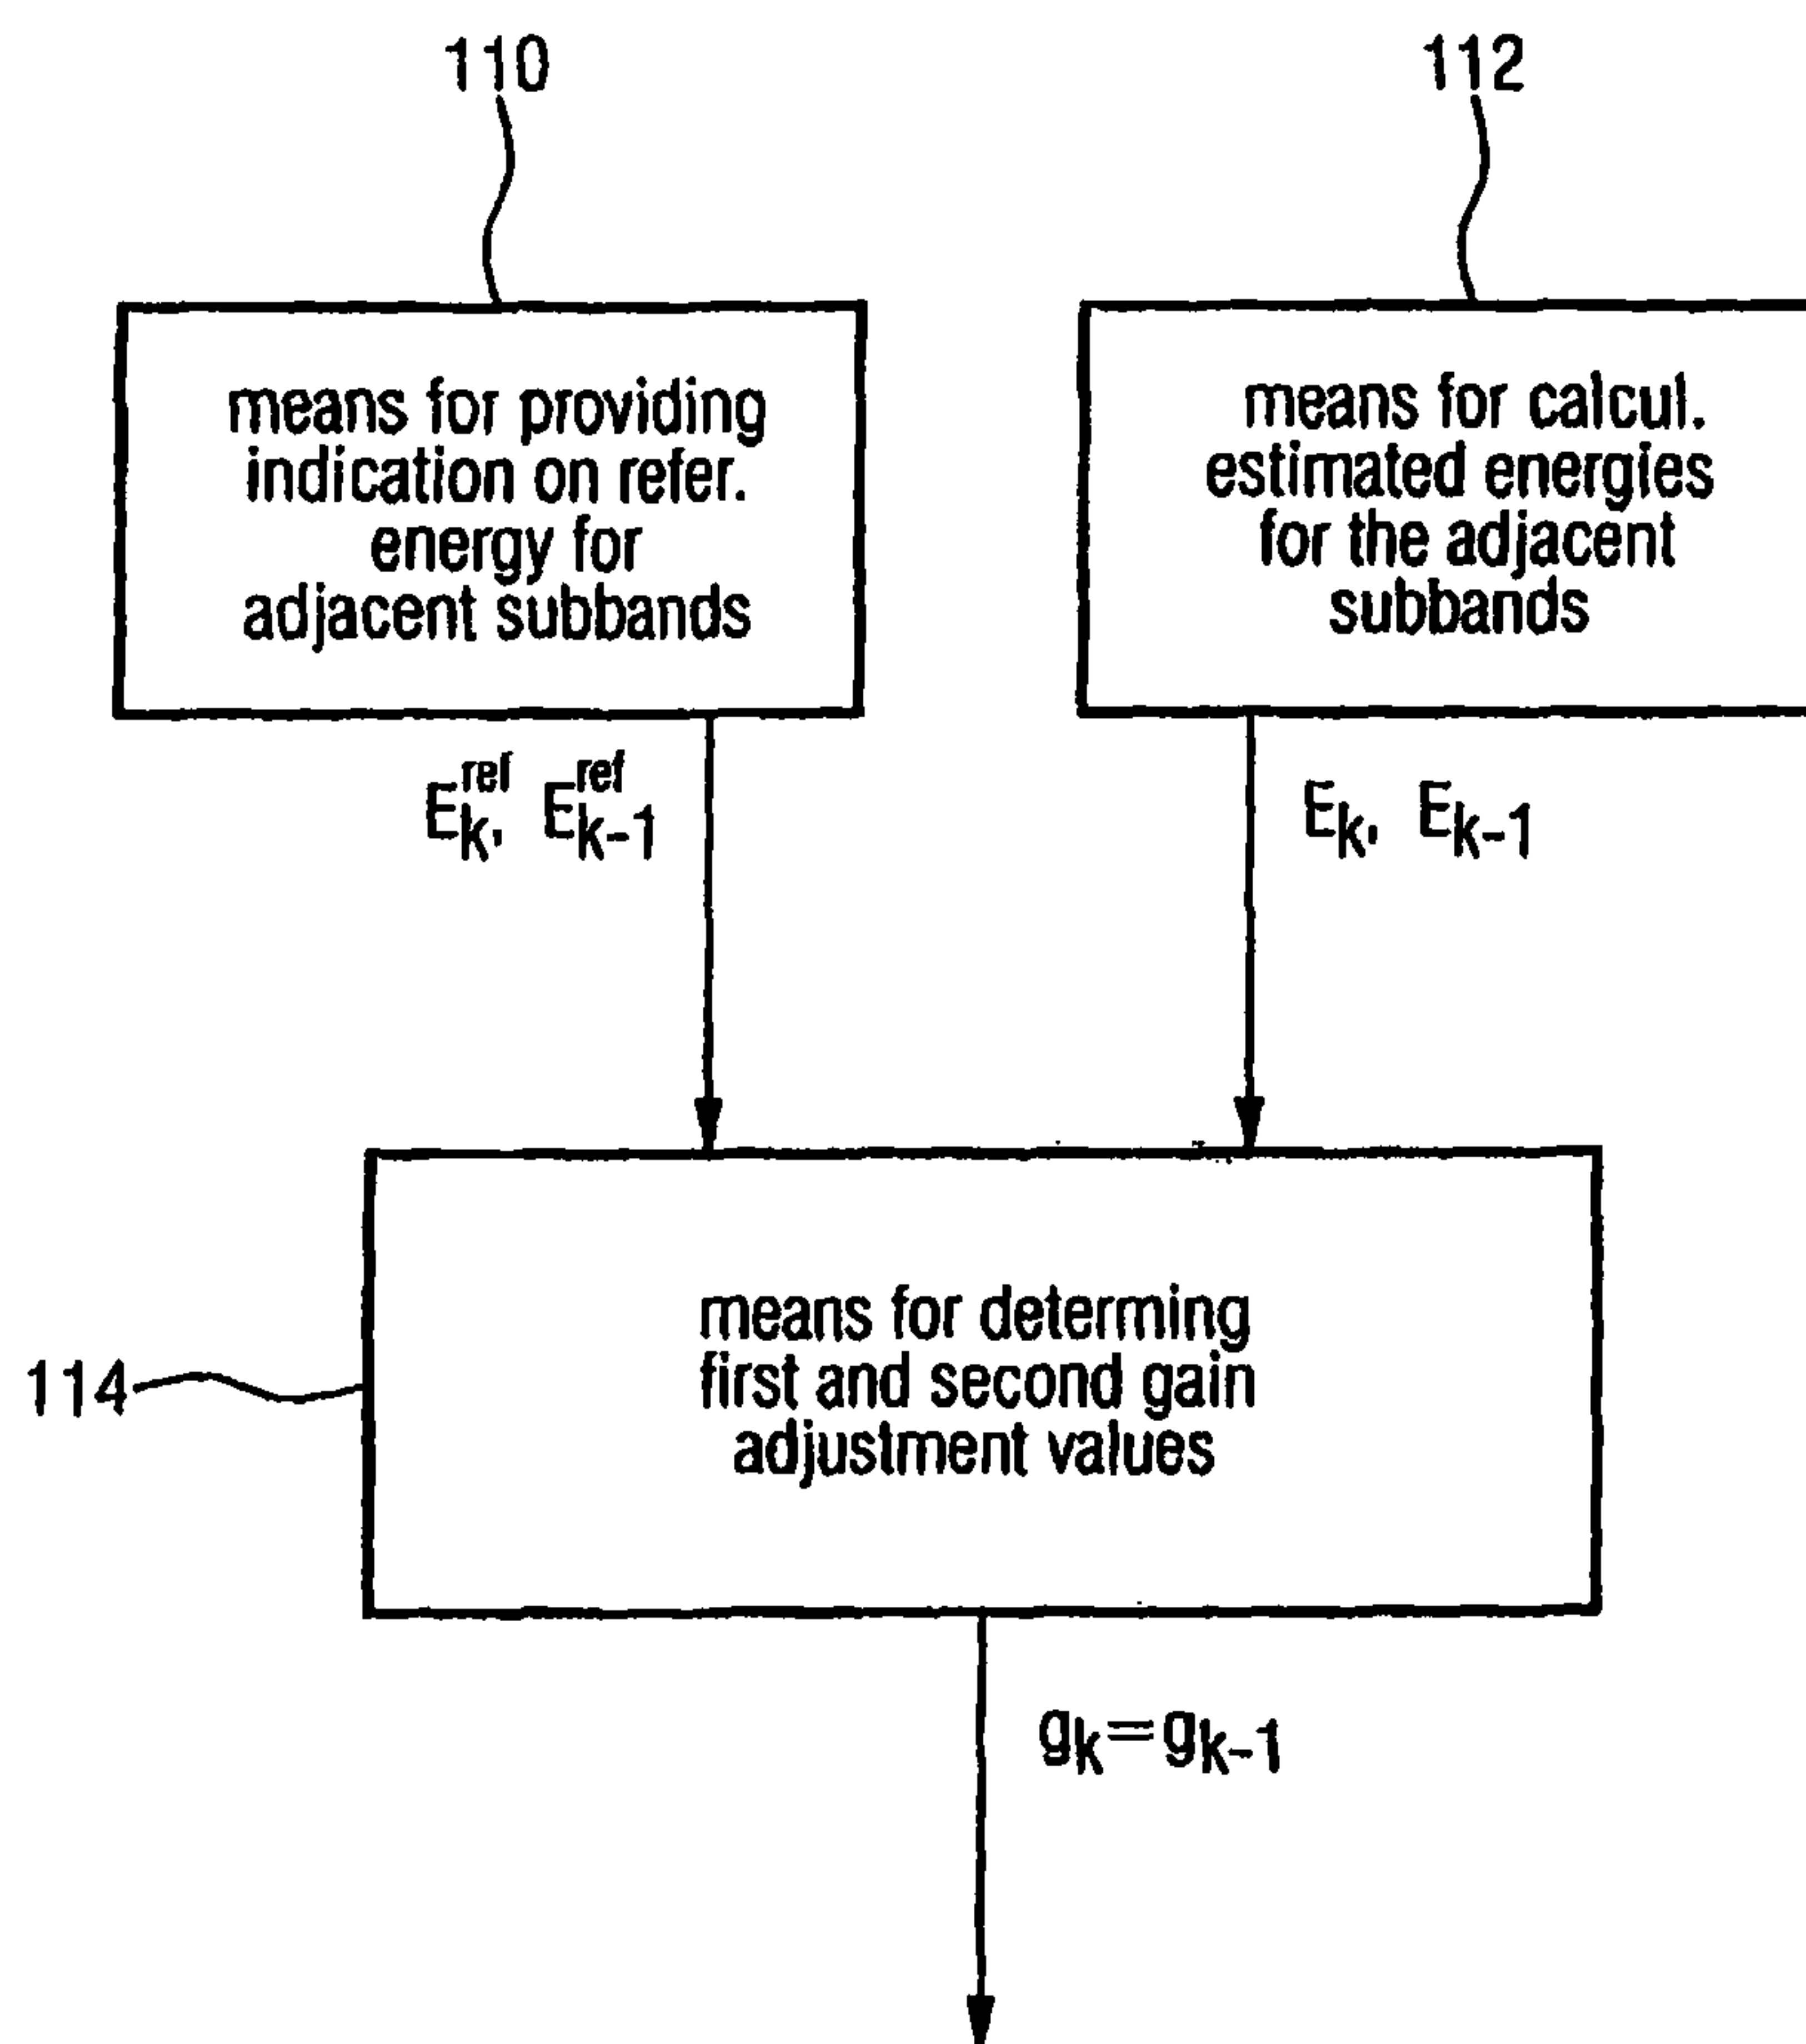 110
112
means for providing
indication on refer.
energy for
adjacent subbands
means for calcul.
estimated energies
for the adjacent
subbands
E_k^ref, E_k-1^ref
E_k, E_k-1
means for determing
first and second gain
adjustment values
114
g_k=g_k-1